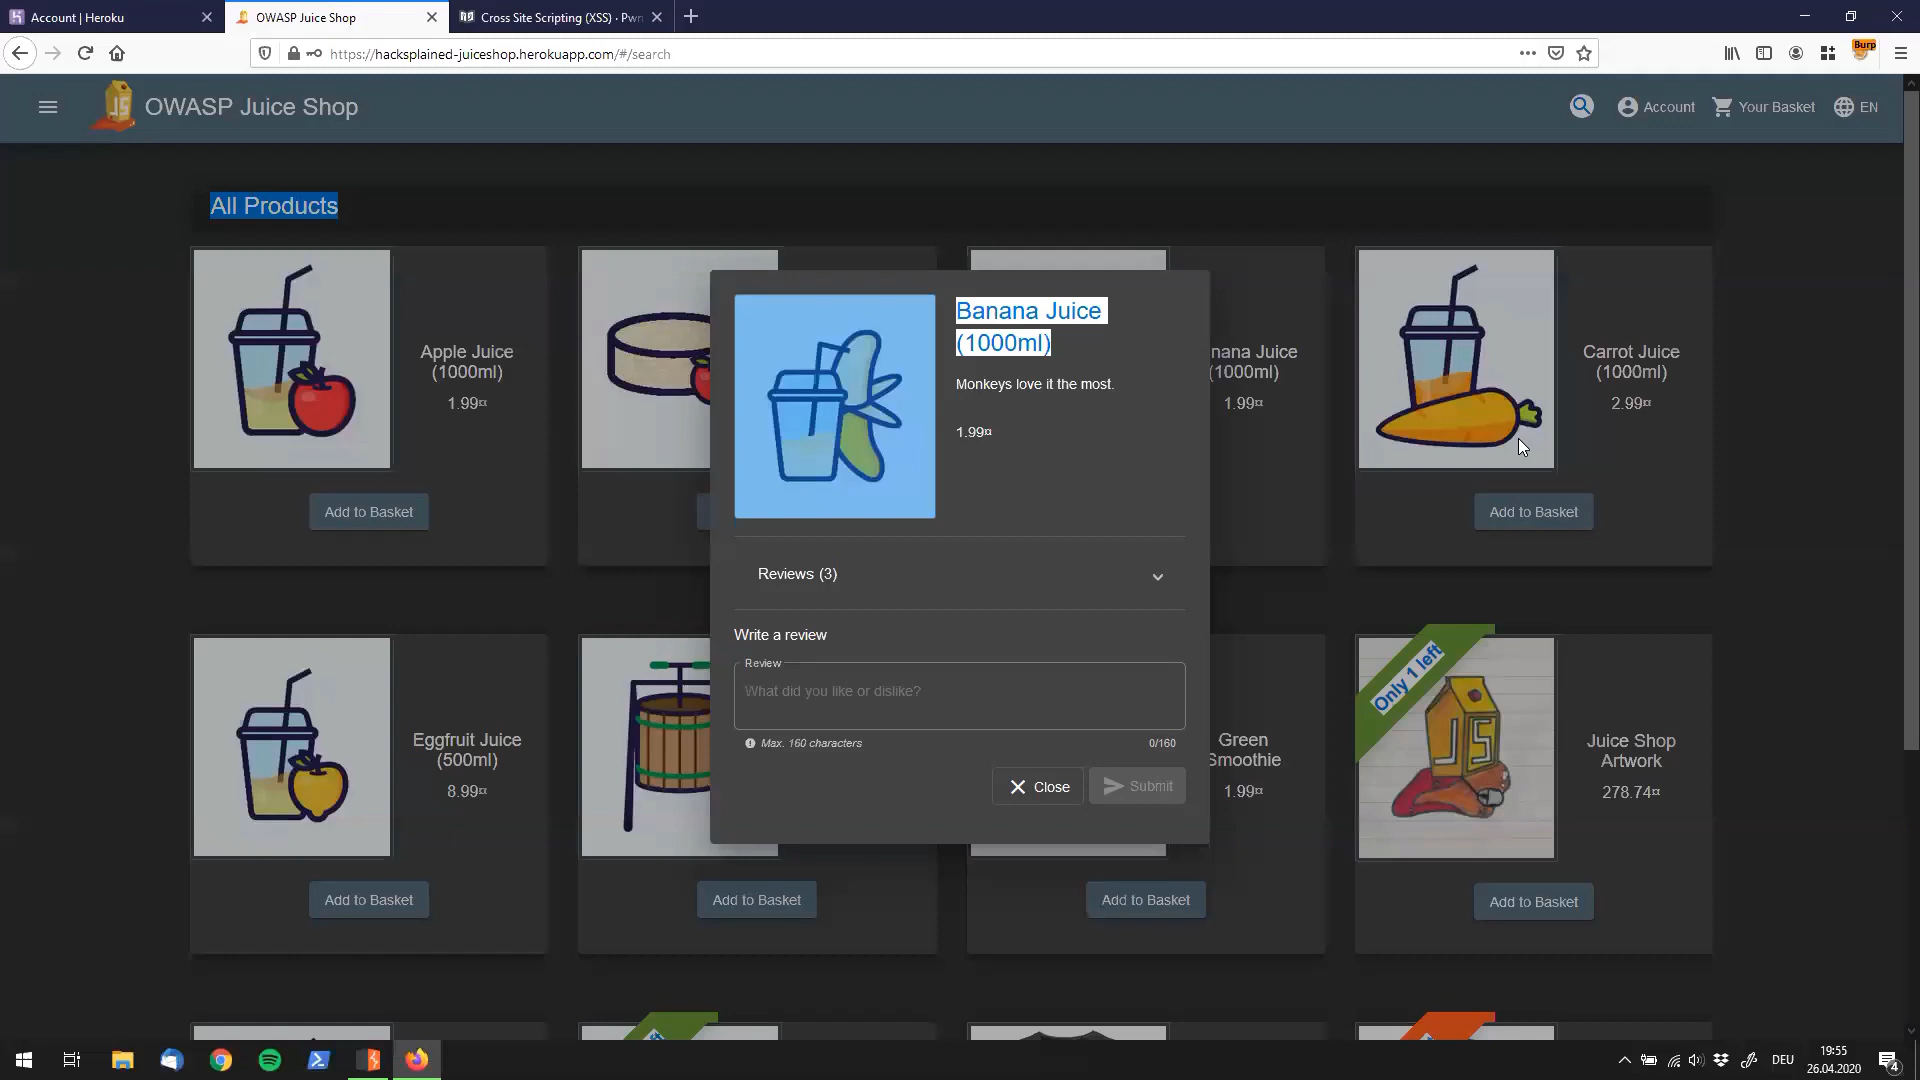 Account | Heroku
OWASP Juice Shop
Cross Site Scripting (XSS) · Pwn
https://hacksplained-juiceshop.herokuapp.com/#/search
Burp
OWASP Juice Shop
Account
Your Basket
EN
All Products
Apple Juice
(1000ml)
1.99¤
Add to Basket
Banana Juice
(1000ml)
Monkeys love it the most.
1.99¤
nana Juice
(1000ml)
1.99¤
Carrot Juice
(1000ml)
2.99¤
Add to Basket
Reviews (3)
Write a review
Review
What did you like or dislike?
Max. 160 characters
0/160
Close
Submit
Eggfruit Juice
(500ml)
8.99¤
Add to Basket
Add to Basket
Green
Smoothie
1.99¤
Add to Basket
Only 1 left
JS
Juice Shop
Artwork
278.74¤
Add to Basket
DEU
19:55
26.04.2020
4